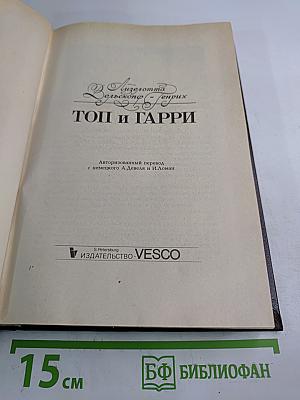 Лизелотта
Вельскопф-Генрих
ТОП и ГАРРИ
Авторизованный перевод
с немецкого А.Девеля и И.Ломан
S.Petersburg
ИЗДАТЕЛЬСТВО-VESCO
15 см
БФ БИБЛИОФАН